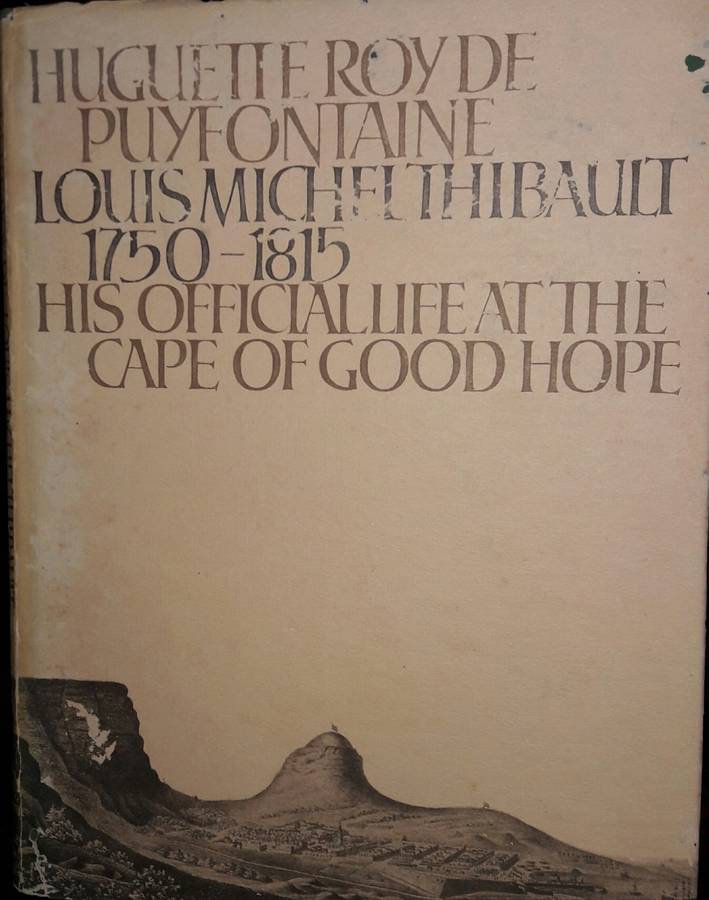 HUGUETTE ROY DE
PUYFONTAINE
LOUIS MICHEL THIBAULT
1750–1815
HIS OFFICIAL LIFE AT THE
CAPE OF GOOD HOPE